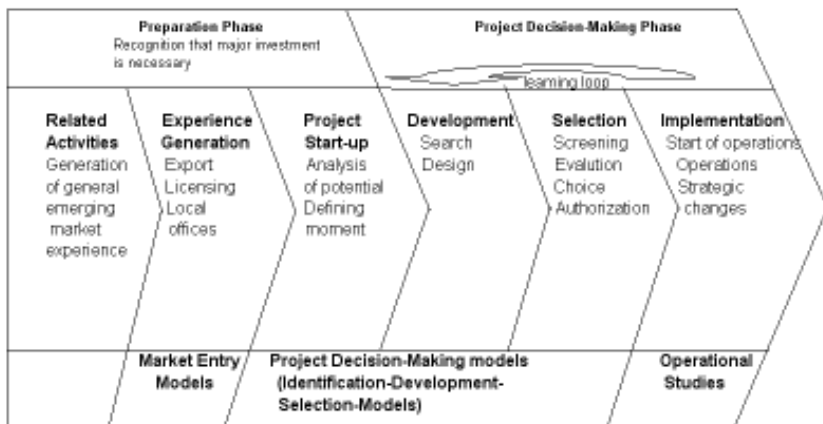 Preparation Phase
Recognition that major investment
is necessary
Project Decision-Making Phase
learning loop
Related
Activities
Generation
of general
emerging
market
experience
Experience
Generation
Export
Licensing
Local
offices
Project
Start-up
Analysis
of potential
Defining
moment
Development
Search
Design
Selection
Screening
Evalution
Choice
Authorization
Implementation
Start of operations
Operations
Strategic
changes
Market Entry
Models
Project Decision-Making models
(Identification-Development-
Selection-Models)
Operational
Studies